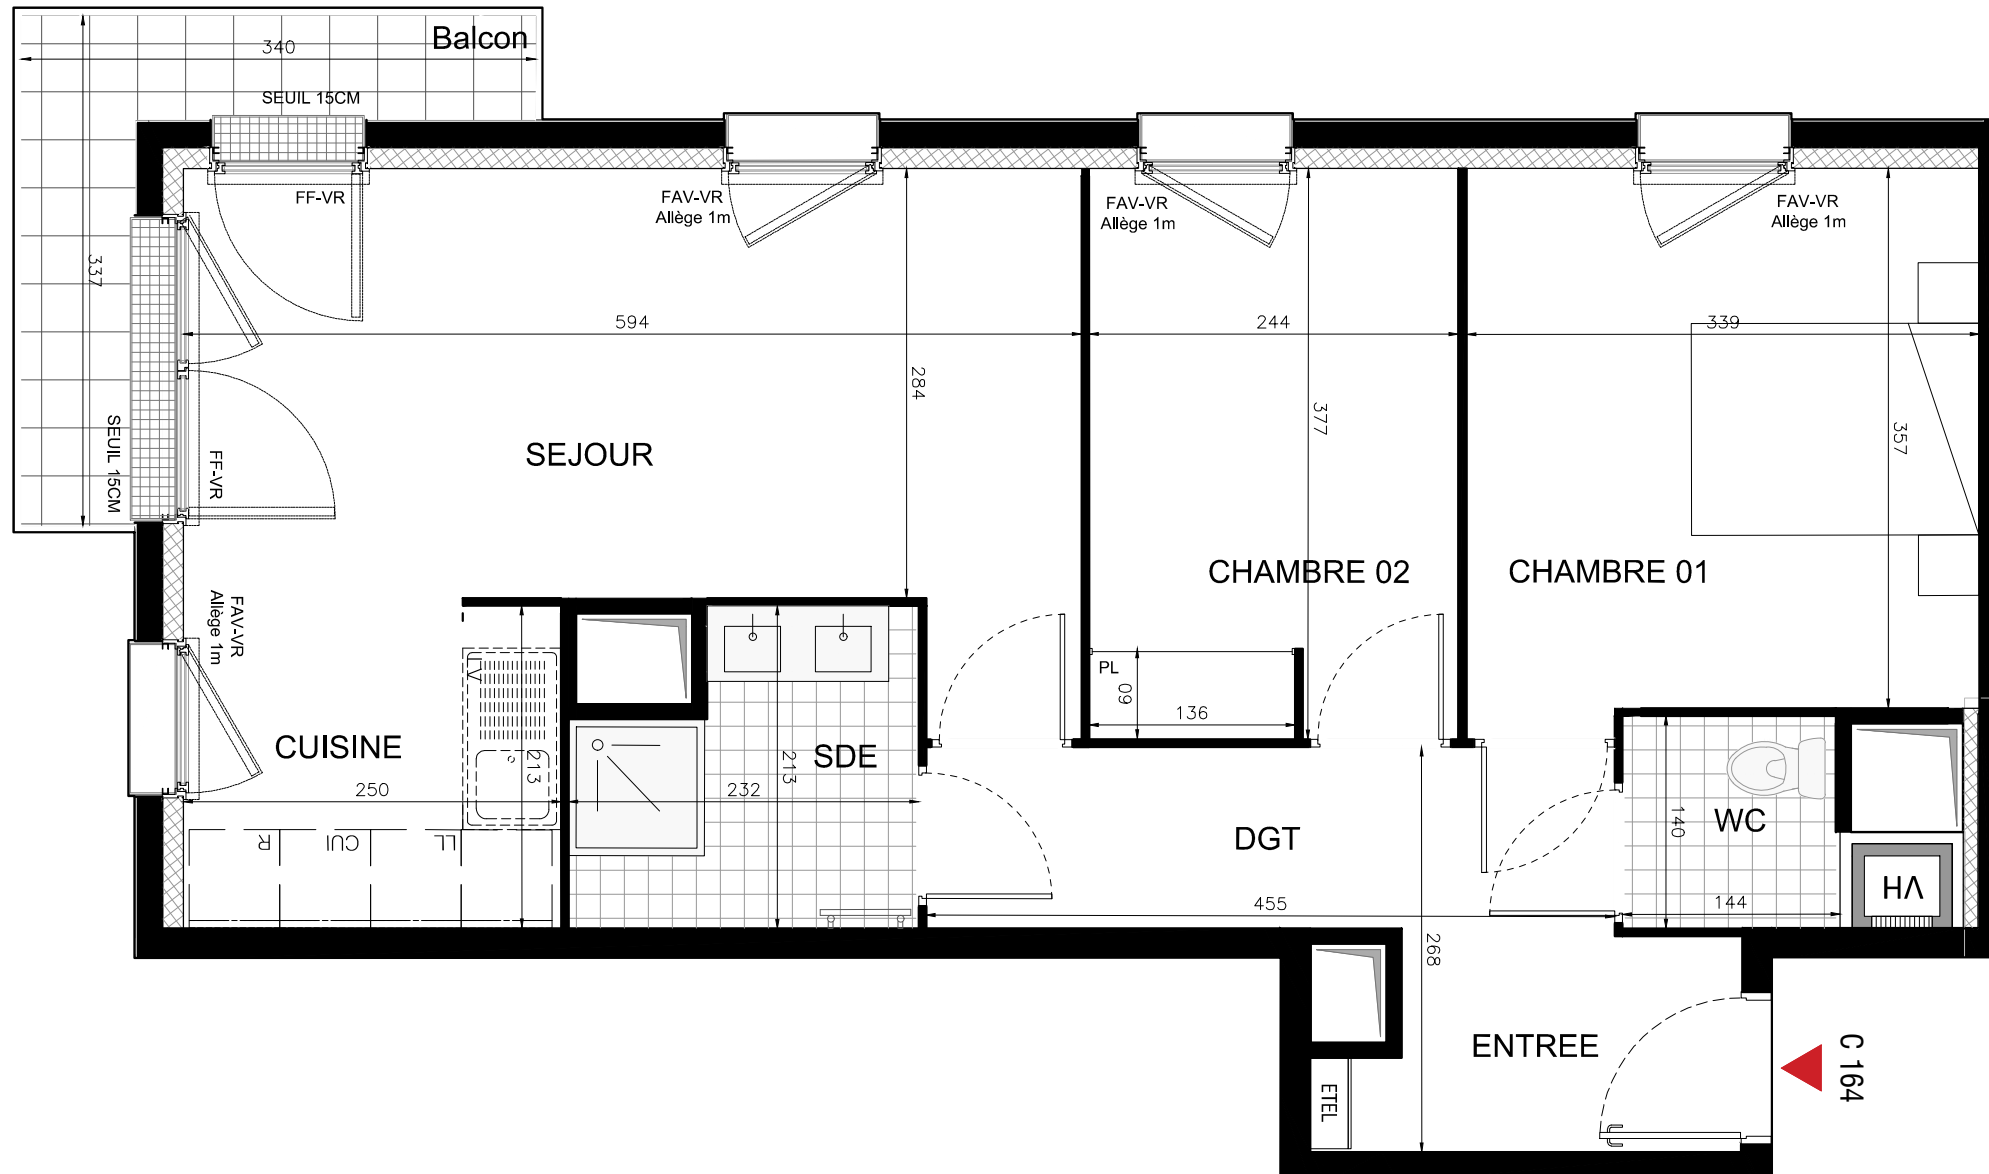 Balcon
340
SEUIL 15CM
337
FF-VR
FAV-VR
Allège 1m
FAV-VR
Allège 1m
FAV-VR
Allège 1m
594
244
339
284
377
357
SEUIL 15CM
FF-VR
SEJOUR
CHAMBRE 02
CHAMBRE 01
FAV-VR
Allège 1m
PL
60
136
LV
CUISINE
213
SDE
213
250
232
R
CUI
LL
DGT
WC
140
144
VH
455
268
ENTREE
ETEL
C 164